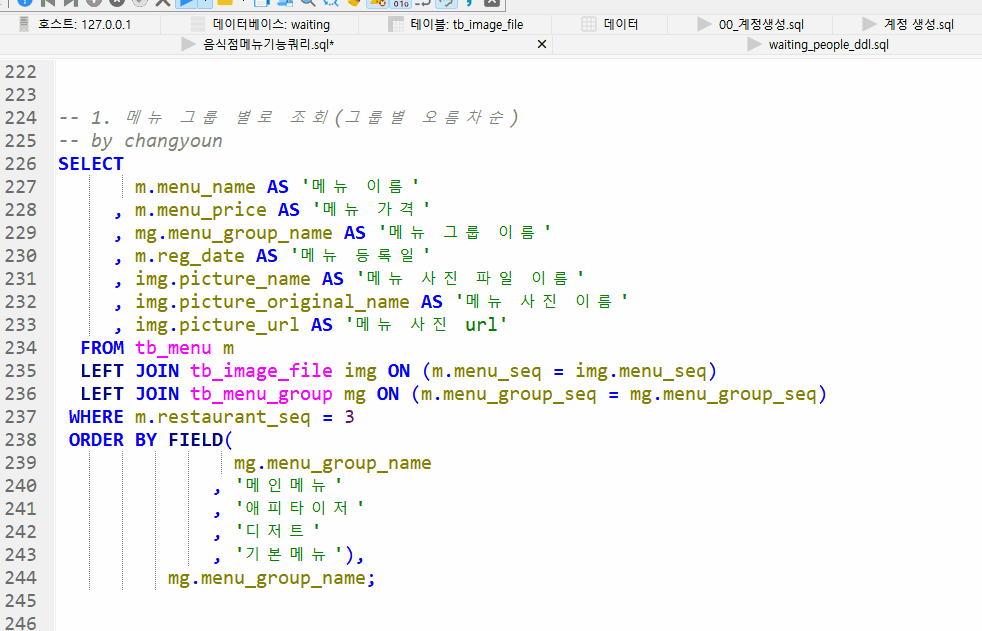 호스트: 127.0.0.1 데이터베이스: waiting 테이블: tb_image_file 데이터 00_계정생성.sql 계정 생성.sql
음식점메뉴기능쿼리.sql* waiting_people_ddl.sql
222
223
224 -- 1. 메뉴 그룹 별로 조회(그룹별 오름차순)
225 -- by changyoun
226 SELECT
227 m.menu_name AS '메뉴 이름'
228 , m.menu_price AS '메뉴 가격'
229 , mg.menu_group_name AS '메뉴 그룹 이름'
230 , m.reg_date AS '메뉴 등록일'
231 , img.picture_name AS '메뉴 사진 파일 이름'
232 , img.picture_original_name AS '메뉴 사진 이름'
233 , img.picture_url AS '메뉴 사진 url'
234 FROM tb_menu m
235 LEFT JOIN tb_image_file img ON (m.menu_seq = img.menu_seq)
236 LEFT JOIN tb_menu_group mg ON (m.menu_group_seq = mg.menu_group_seq)
237 WHERE m.restaurant_seq = 3
238 ORDER BY FIELD(
239 mg.menu_group_name
240 , '메인메뉴'
241 , '애피타이저'
242 , '디저트'
243 , '기본메뉴'),
244 mg.menu_group_name;
245
246